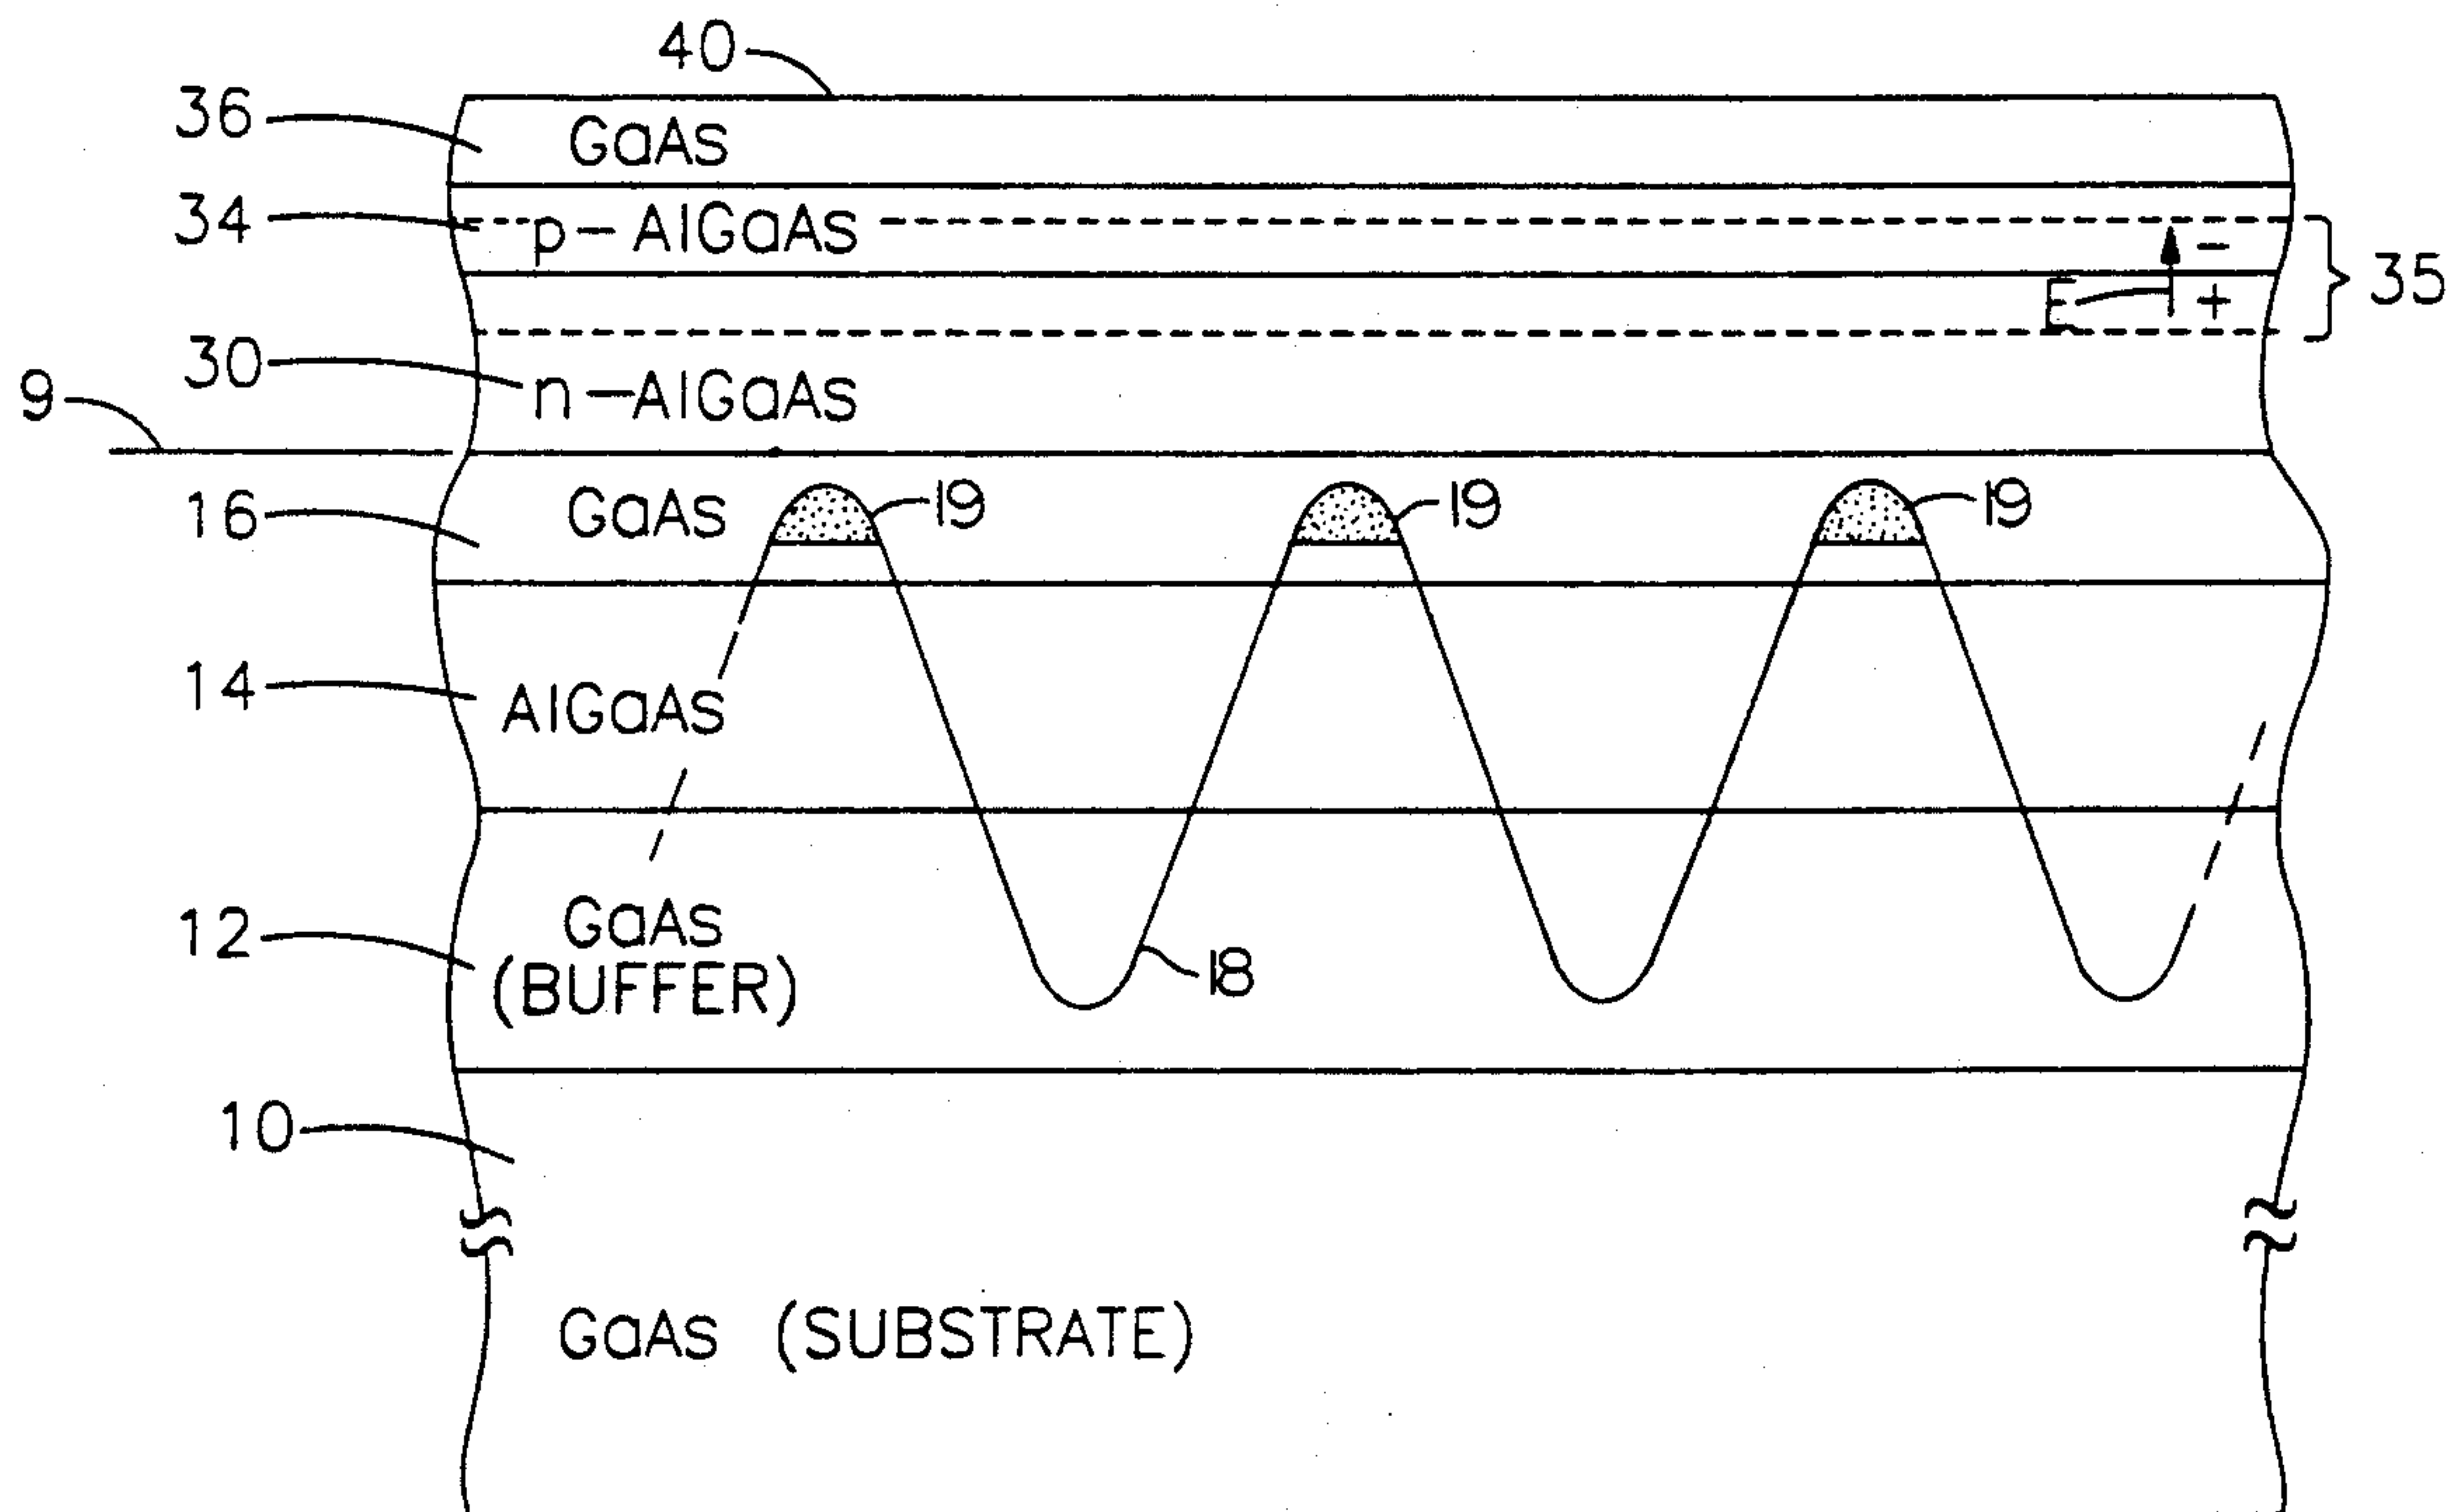 40
36 GaAs
34 p-AlGaAs
- 35
E +
30 n-AlGaAs
9
16 GaAs 19 19 19
14 AlGaAs
12 GaAs
(BUFFER) 18
10
GaAs (SUBSTRATE)